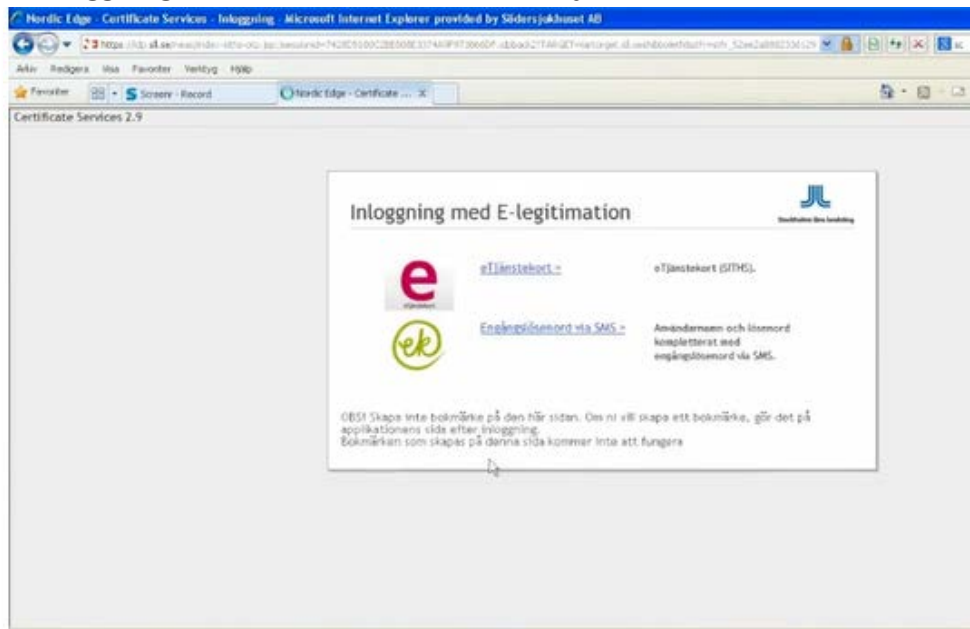 Nordic Edge - Certificate Services - Inloggning - Microsoft Internet Explorer provided by Södersjukhuset AB
Arkiv Redigera Visa Favoriter Verktyg Hjälp
Favoriter Screenr - Record Nordic Edge - Certificate ... X
Certificate Services 2.9
Inloggning med E-legitimation
Stockholms läns landsting
e
eTjänstekort » eTjänstekort (SITHS).
ek
Engångslösenord via SMS » Användarnamn och lösenord
kompletterat med
engångslösenord via SMS.
OBS! Skapa inte bokmärke på den här sidan. Om ni vill skapa ett bokmärke, gör det på
applikationens sida efter inloggning.
Bokmärken som skapas på denna sida kommer inte att fungera